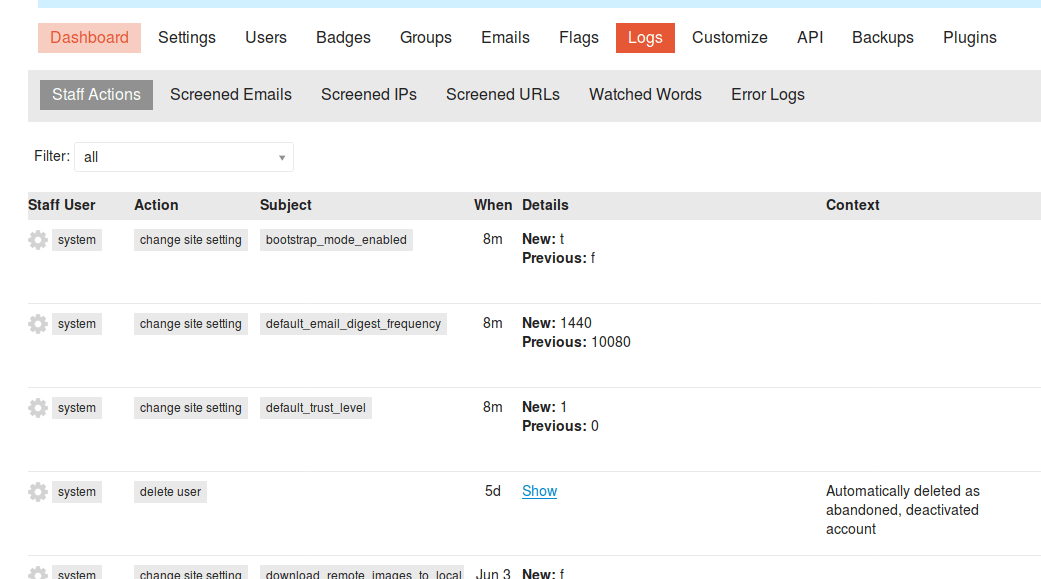 Dashboard Settings Users Badges Groups Emails Flags Logs Customize API Backups Plugins
Staff Actions Screened Emails Screened IPs Screened URLs Watched Words Error Logs
Filter: all
Staff User Action Subject When Details Context
system change site setting bootstrap_mode_enabled 8m New: t
Previous: f
system change site setting default_email_digest_frequency 8m New: 1440
Previous: 10080
system change site setting default_trust_level 8m New: 1
Previous: 0
system delete user 5d Show Automatically deleted as
abandoned, deactivated
account
system change site setting download_remote_images_to_local Jun 3 New: f